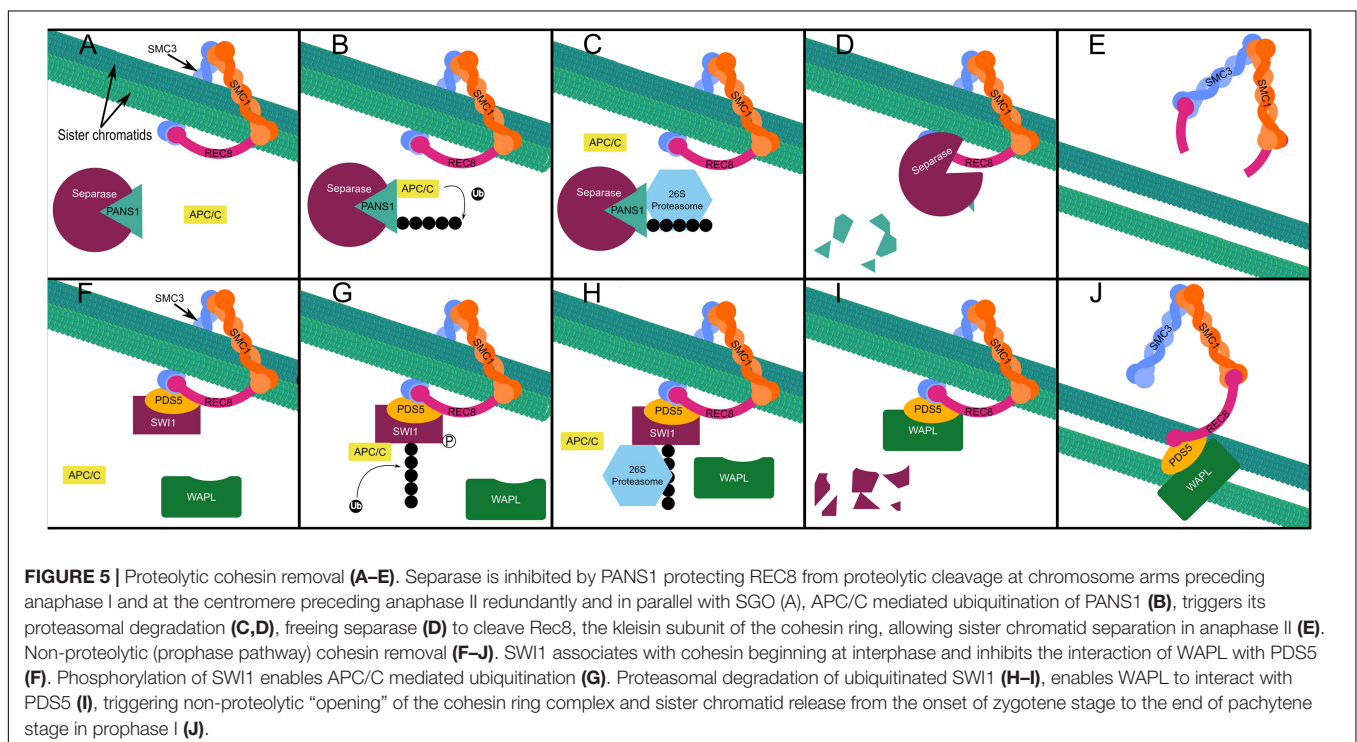 A
SMC3
SMC1
Sister chromatids
REC8
Separase
PANS1
APC/C
B
SMC1
REC8
Separase
APC/C
PANS1
Ub
C
SMC1
APC/C
REC8
Separase
PANS1
26S
Proteasome
D
SMC1
REC8
Separase
E
SMC3
SMC1
F
SMC3
SMC1
PDS5
REC8
SWI1
APC/C
WAPL
G
SMC1
PDS5
REC8
SWI1
P
APC/C
Ub
WAPL
H
SMC1
PDS5
REC8
SWI1
APC/C
26S
Proteasome
WAPL
I
SMC1
PDS5
REC8
WAPL
J
SMC3
SMC1
REC8
PDS5
WAPL
FIGURE 5 | Proteolytic cohesin removal (A–E). Separase is inhibited by PANS1 protecting REC8 from proteolytic cleavage at chromosome arms preceding
anaphase I and at the centromere preceding anaphase II redundantly and in parallel with SGO (A), APC/C mediated ubiquitination of PANS1 (B), triggers its
proteasomal degradation (C,D), freeing separase (D) to cleave Rec8, the kleisin subunit of the cohesin ring, allowing sister chromatid separation in anaphase II (E).
Non-proteolytic (prophase pathway) cohesin removal (F–J). SWI1 associates with cohesin beginning at interphase and inhibits the interaction of WAPL with PDS5
(F). Phosphorylation of SWI1 enables APC/C mediated ubiquitination (G). Proteasomal degradation of ubiquitinated SWI1 (H–I), enables WAPL to interact with
PDS5 (I), triggering non-proteolytic “opening” of the cohesin ring complex and sister chromatid release from the onset of zygotene stage to the end of pachytene
stage in prophase I (J).